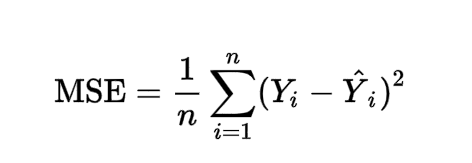 MSE = \frac{1}{n} \sum_{i=1}^{n} (Y_i - \hat{Y}_i)^2